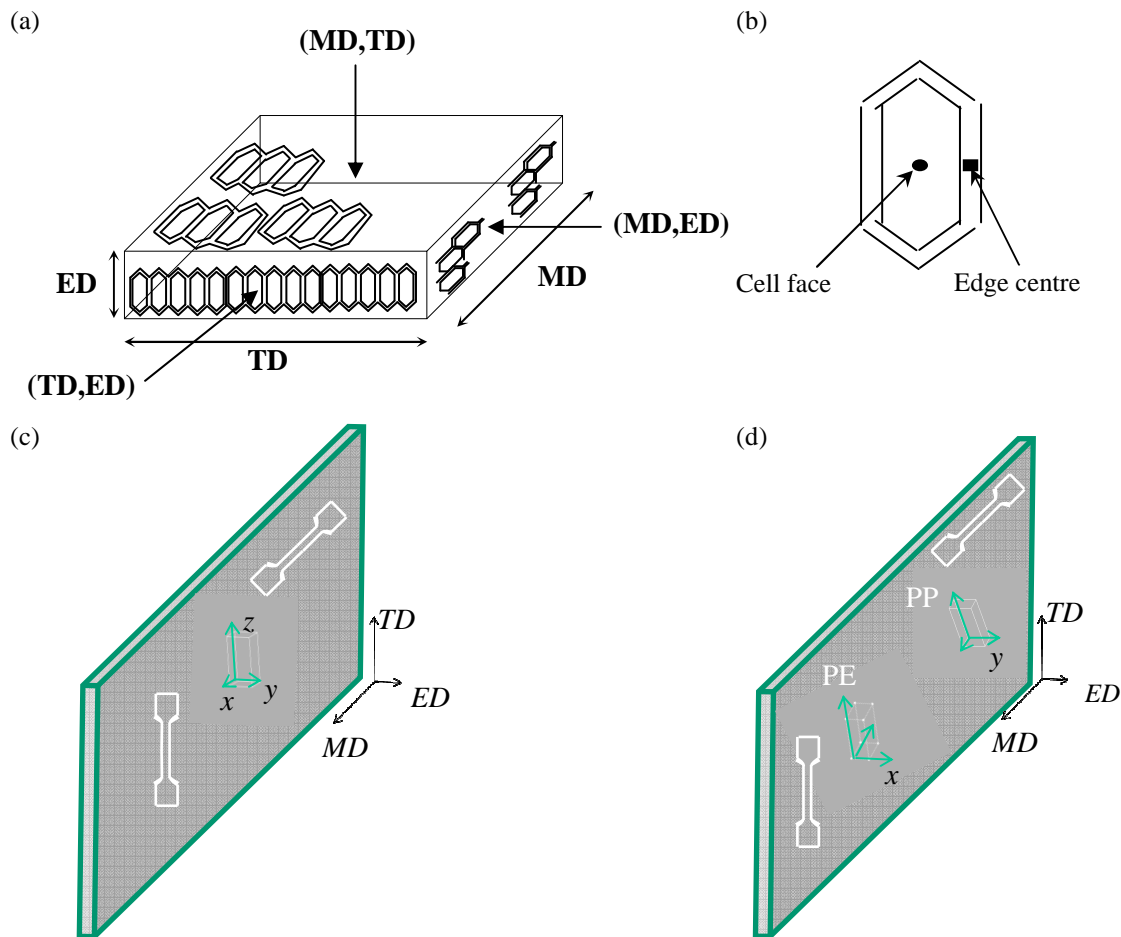 (a)
(MD,TD)
(MD,ED)
ED
MD
TD
(TD,ED)
(b)
Cell face
Edge centre
(c)
z
x
y
TD
ED
MD
(d)
PP
y
PE
x
TD
ED
MD